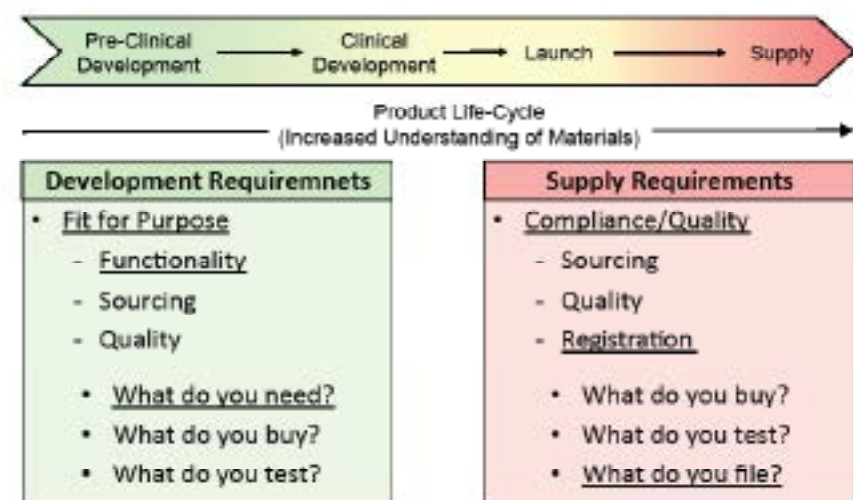 Pre-Clinical
Development
Clinical
Development
Launch
Supply
Product Life-Cycle
(Increased Understanding of Materials)
Development Requiremnets
• Fit for Purpose
- Functionality
- Sourcing
- Quality
• What do you need?
• What do you buy?
• What do you test?
Supply Requirements
• Compliance/Quality
- Sourcing
- Quality
- Registration
• What do you buy?
• What do you test?
• What do you file?